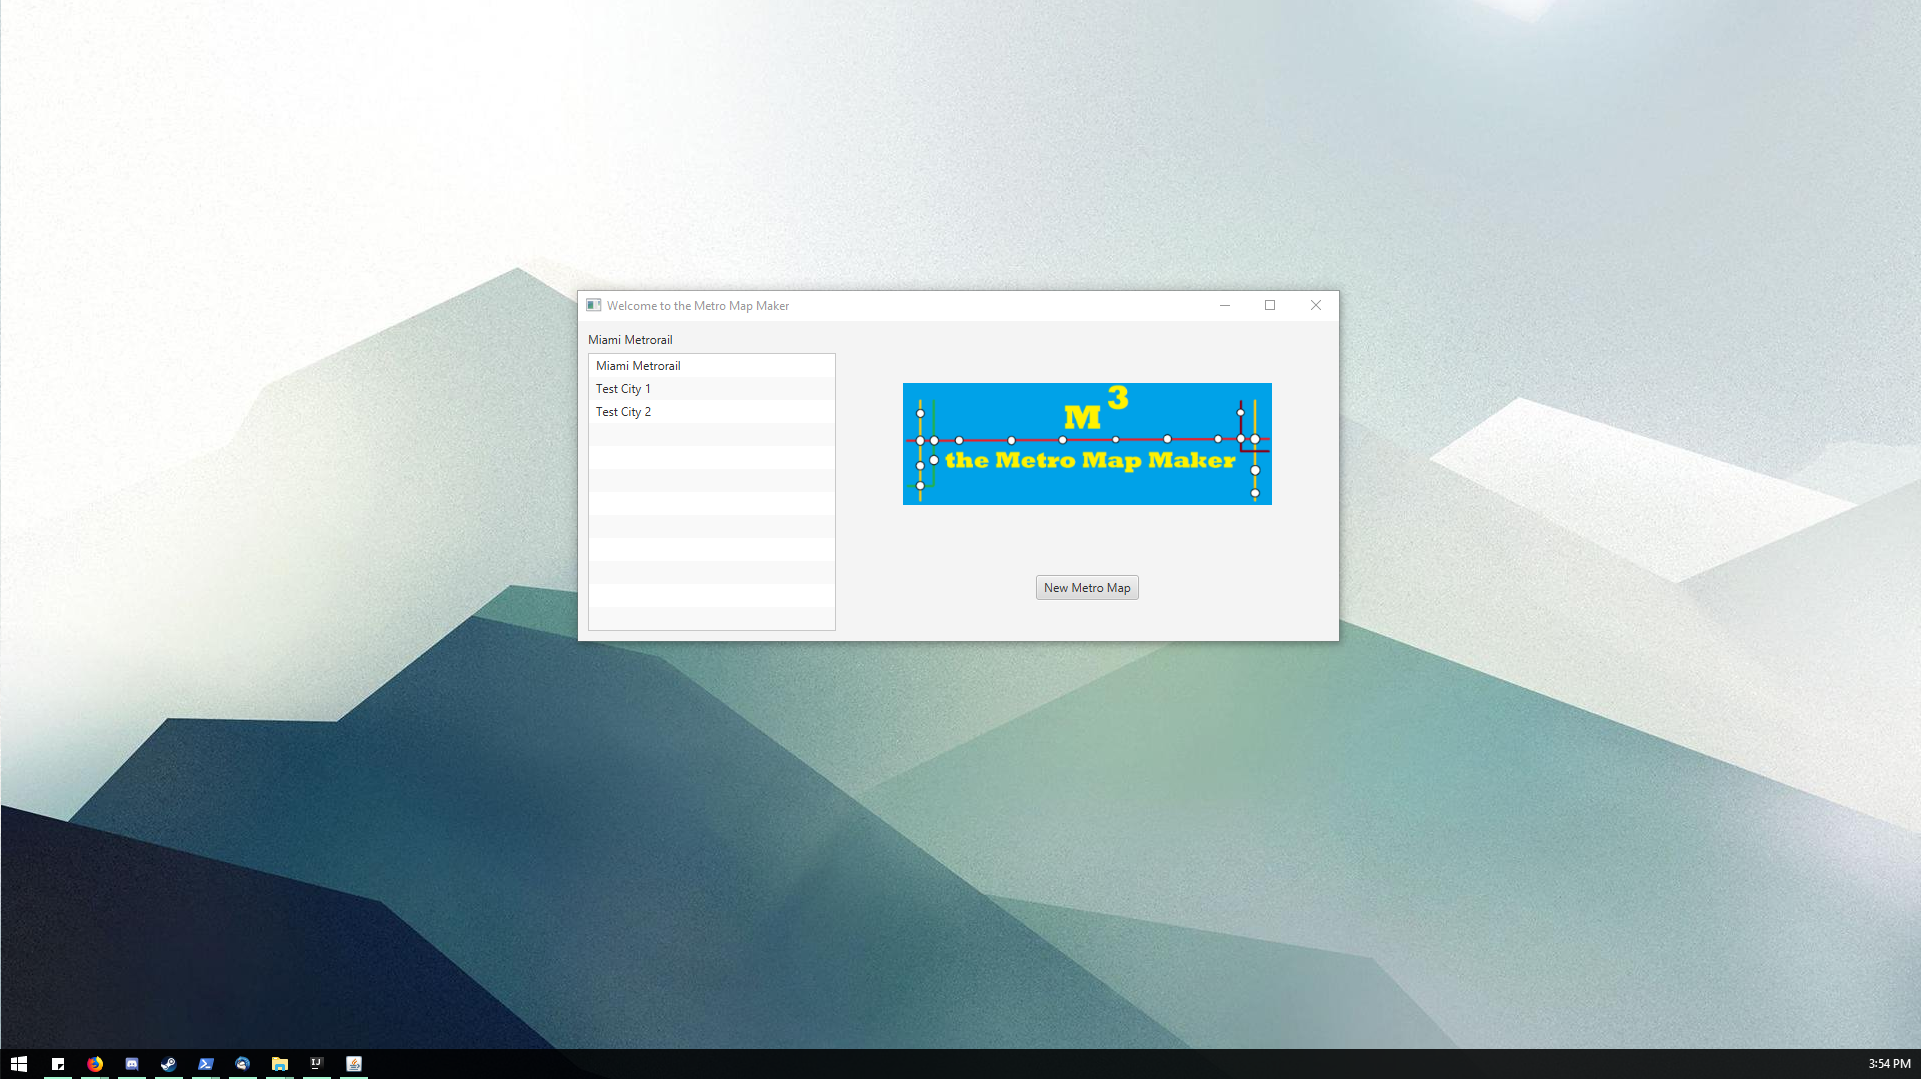 Welcome to the Metro Map Maker
Miami Metrorail
Miami Metrorail
Test City 1
Test City 2
M 3
the Metro Map Maker
New Metro Map
IJ
3:54 PM